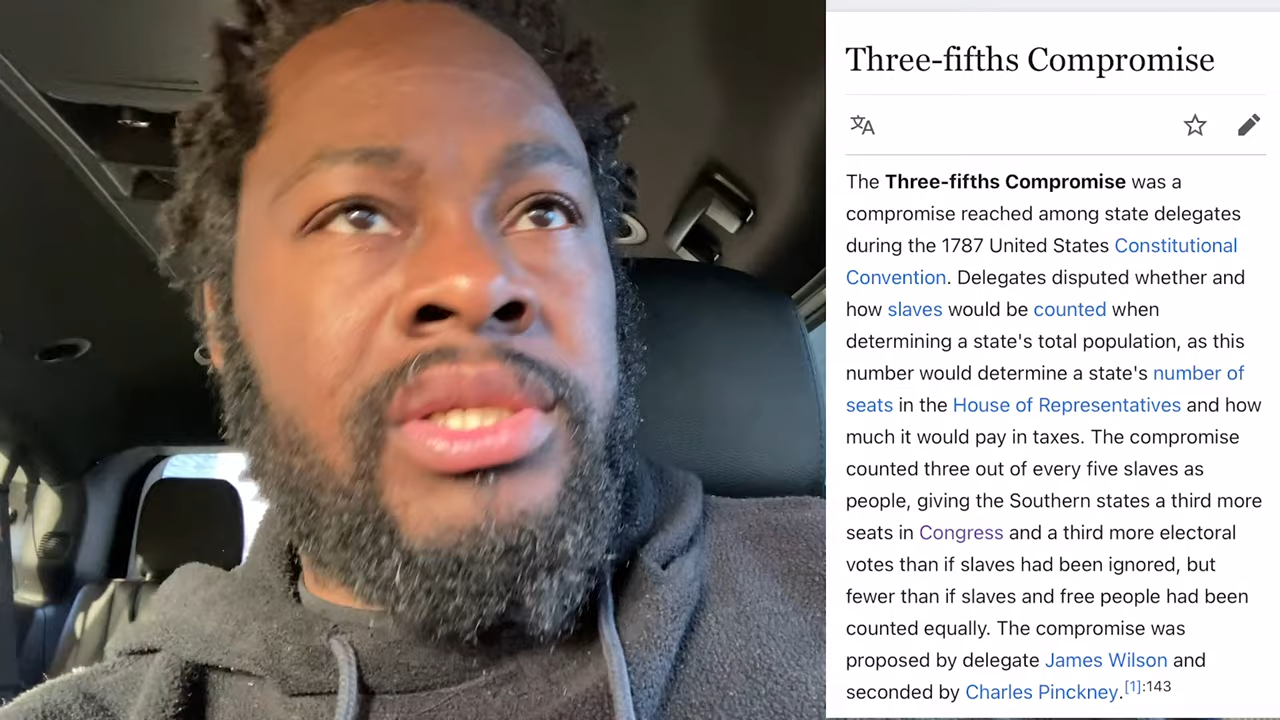 Three-fifths Compromise
The Three-fifths Compromise was a
compromise reached among state delegates
during the 1787 United States Constitutional
Convention. Delegates disputed whether and
how slaves would be counted when
determining a state's total population, as this
number would determine a state's number of
seats in the House of Representatives and how
much it would pay in taxes. The compromise
counted three out of every five slaves as
people, giving the Southern states a third more
seats in Congress and a third more electoral
votes than if slaves had been ignored, but
fewer than if slaves and free people had been
counted equally. The compromise was
proposed by delegate James Wilson and
seconded by Charles Pinckney.[1]:143